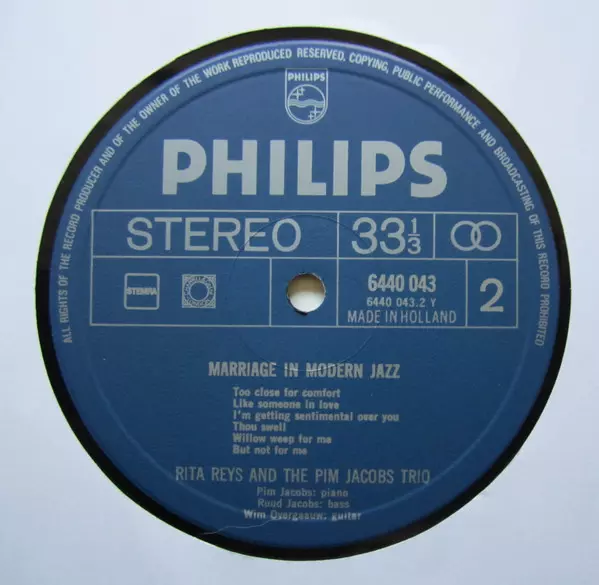 ALL RIGHTS OF THE RECORD PRODUCER AND OF THE OWNER OF THE WORK REPRODUCED RESERVED. COPYING, PUBLIC PERFORMANCE AND BROADCASTING OF THIS RECORD PROHIBITED
PHILIPS
PHILIPS
STEREO 33 1/3
STEMRA
6440 043
6440 043.2 Y
MADE IN HOLLAND
2
MARRIAGE IN MODERN JAZZ
Too close for comfort
Like someone in love
I'm getting sentimental over you
Thou swell
Willow weep for me
But not for me
RITA REYS AND THE PIM JACOBS TRIO
Pim Jacobs: piano
Ruud Jacobs: bass
Wim Overgaauw: guitar